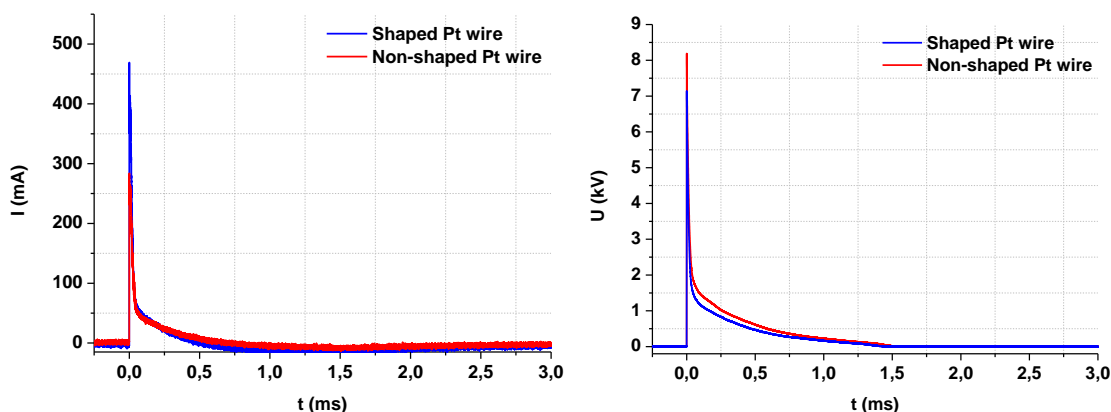 500
400
300
200
100
0
I (mA)
0,0 0,5 1,0 1,5 2,0 2,5 3,0
t (ms)
Shaped Pt wire
Non-shaped Pt wire
9
8
7
6
5
4
3
2
1
0
U (kV)
0,0 0,5 1,0 1,5 2,0 2,5 3,0
t (ms)
Shaped Pt wire
Non-shaped Pt wire